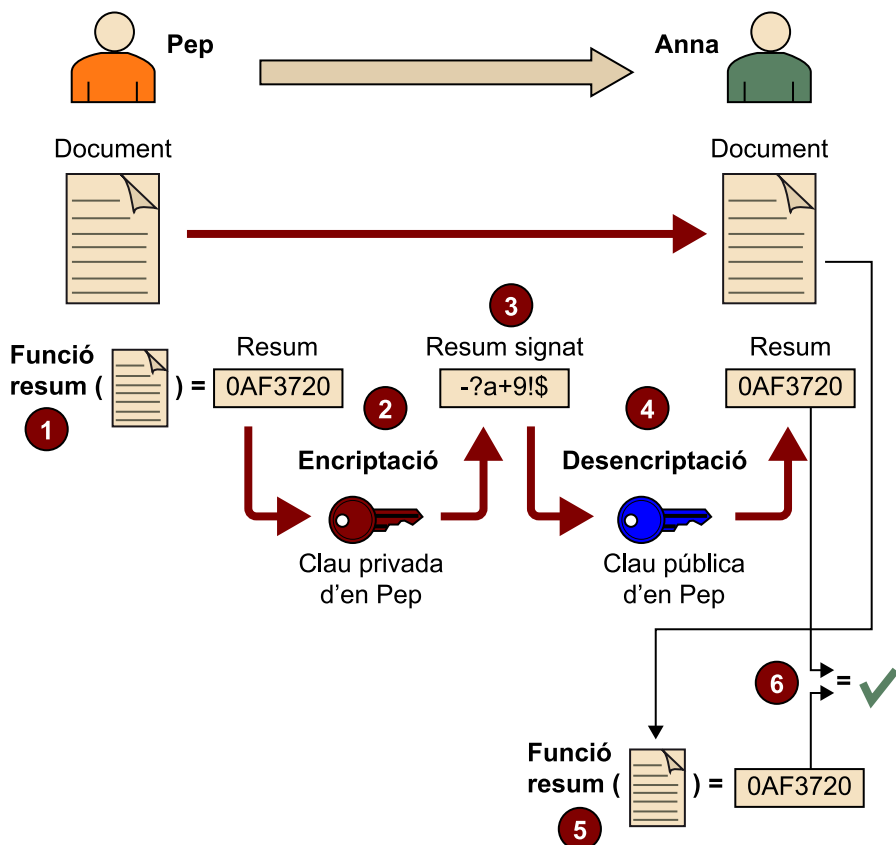 Pep
Anna
Document
Document
3
Funció
resum ( ) =
1
Resum
0AF3720
Resum signat
-?a+9!$
Resum
0AF3720
2
4
Encriptació
Desencriptació
Clau privada
d’en Pep
Clau pública
d’en Pep
6
=
Funció
resum ( ) =
0AF3720
5